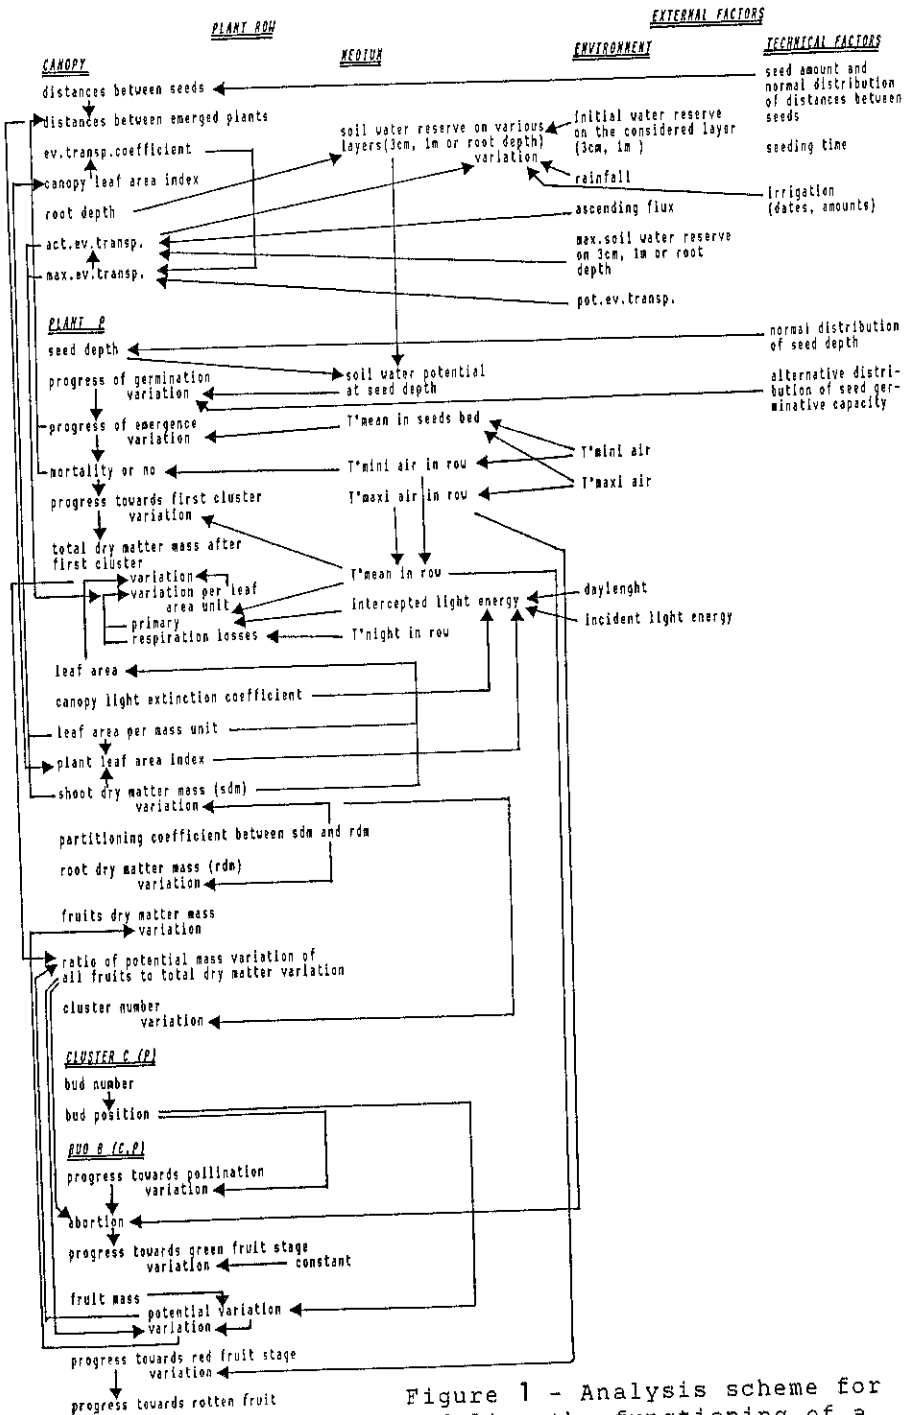 EXTERNAL FACTORS
PLANT ROW
CANOPY
MEDIUM
ENVIRONMENT
TECHNICAL FACTORS
distances between seeds
seed amount and
normal distribution
of distances between
seeds
distances between emerged plants
soil water reserve on various
layers(3cm, 1m or root depth)
variation
Initial water reserve
on the considered layer
(3cm, 1m )
seeding time
ev.transp.coefficient
canopy leaf area index
rainfall
root depth
ascending flux
irrigation
(dates, amounts)
act.ev.transp.
max.soil water reserve
on 3cm, 1m or root
depth
max.ev.transp.
pot.ev.transp.
PLANT P
seed depth
normal distribution
of seed depth
progress of germination
variation
soil water potential
at seed depth
alternative distri-
bution of seed ger-
minative capacity
progress of emergence
variation
T°mean in seeds bed
mortality or no
T°mini air in row
T°mini air
progress towards first cluster
variation
T°maxi air in row
T°maxi air
total dry matter mass after
first cluster
variation
variation per leaf
area unit
primary
respiration losses
T°mean in row
intercepted light energy
daylenght
Incident light energy
T°night in row
leaf area
canopy light extinction coefficient
leaf area per mass unit
plant leaf area index
shoot dry matter mass (sdm)
variation
partitioning coefficient between sdm and rdm
root dry matter mass (rdm)
variation
fruits dry matter mass
variation
ratio of potential mass variation of
all fruits to total dry matter variation
cluster number
variation
CLUSTER C (P)
bud number
bud position
BUD B (C,P)
progress towards pollination
variation
abortion
progress towards green fruit stage
variation
constant
fruit mass
potential variation
variation
progress towards red fruit stage
variation
progress towards rotten fruit
Figure 1 - Analysis scheme for